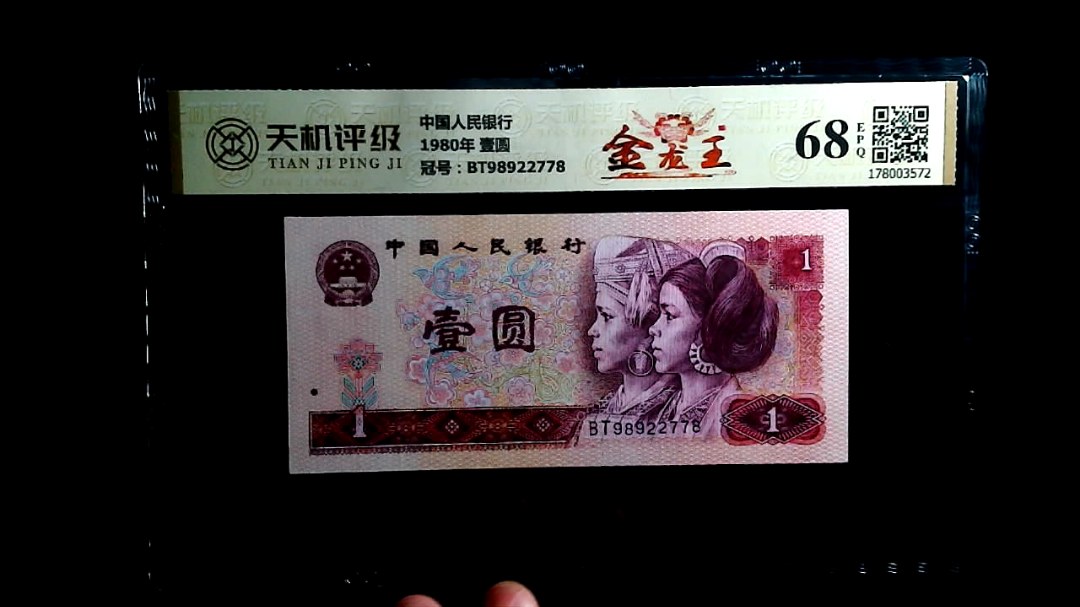 天机评级
TIAN JI PING JI
中国人民银行
1980年 壹圆
冠号：BT98922778
金龙王
68
EPQ
178003572
中国人民银行
1
壹圆
1
BT98922778
1